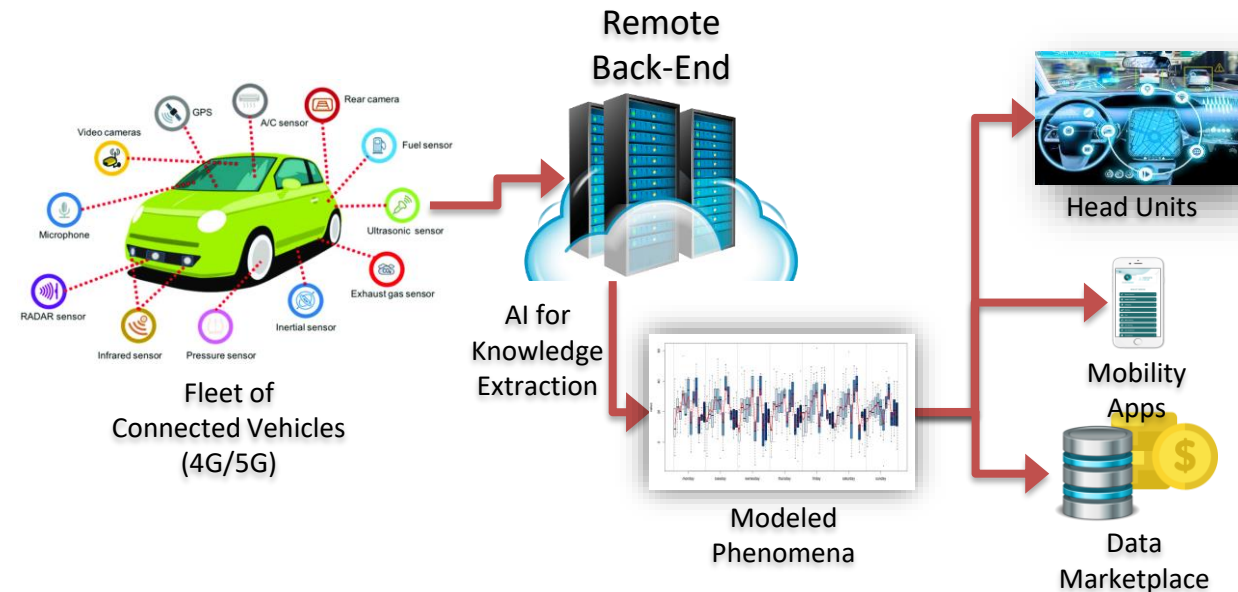 Remote
Back-End
GPS
A/C sensor
Rear camera
Video cameras
Fuel sensor
Microphone
Ultrasonic sensor
RADAR sensor
Exhaust gas sensor
Inertial sensor
Infrared sensor
Pressure sensor
Fleet of
Connected Vehicles
(4G/5G)
AI for
Knowledge
Extraction
Modeled
Phenomena
Head Units
Mobility
Apps
$
Data
Marketplace